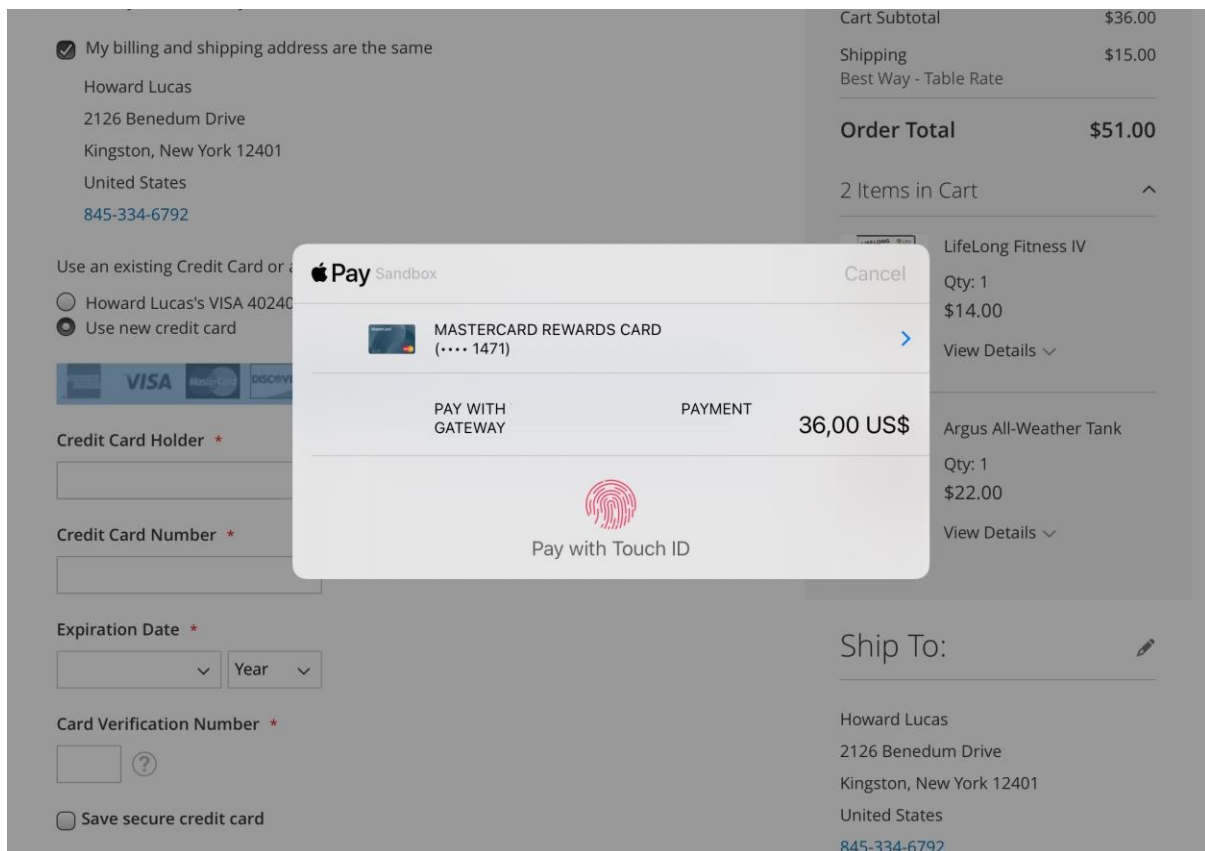 My billing and shipping address are the same
Howard Lucas
2126 Benedum Drive
Kingston, New York 12401
United States
845-334-6792
Use an existing Credit Card or
Howard Lucas's VISA 40240
Use new credit card
VISA MasterCard
Credit Card Holder *
Credit Card Number *
Expiration Date *
Year
Card Verification Number *
?
Save secure credit card
Pay Sandbox
Cancel
MASTERCARD REWARDS CARD
(•••• 1471)
PAY WITH
GATEWAY
PAYMENT
36,00 US$
Pay with Touch ID
Cart Subtotal $36.00
Shipping $15.00
Best Way - Table Rate
Order Total $51.00
2 Items in Cart
LifeLong Fitness IV
Qty: 1
$14.00
View Details
Argus All-Weather Tank
Qty: 1
$22.00
View Details
Ship To:
Howard Lucas
2126 Benedum Drive
Kingston, New York 12401
United States
845-334-6792